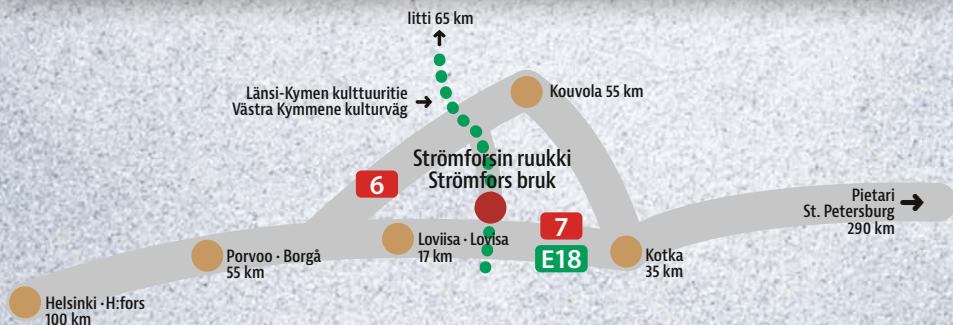 Iitti 65 km
Länsi-Kymen kulttuuritie
Västra Kymmene kulturväg
Kouvola 55 km
Strömforsin ruukki
Strömfors bruk
6
7
E18
Pietari
St. Petersburg
290 km
Loviisa · Lovisa
17 km
Porvoo · Borgå
55 km
Kotka
35 km
Helsinki · H:fors
100 km